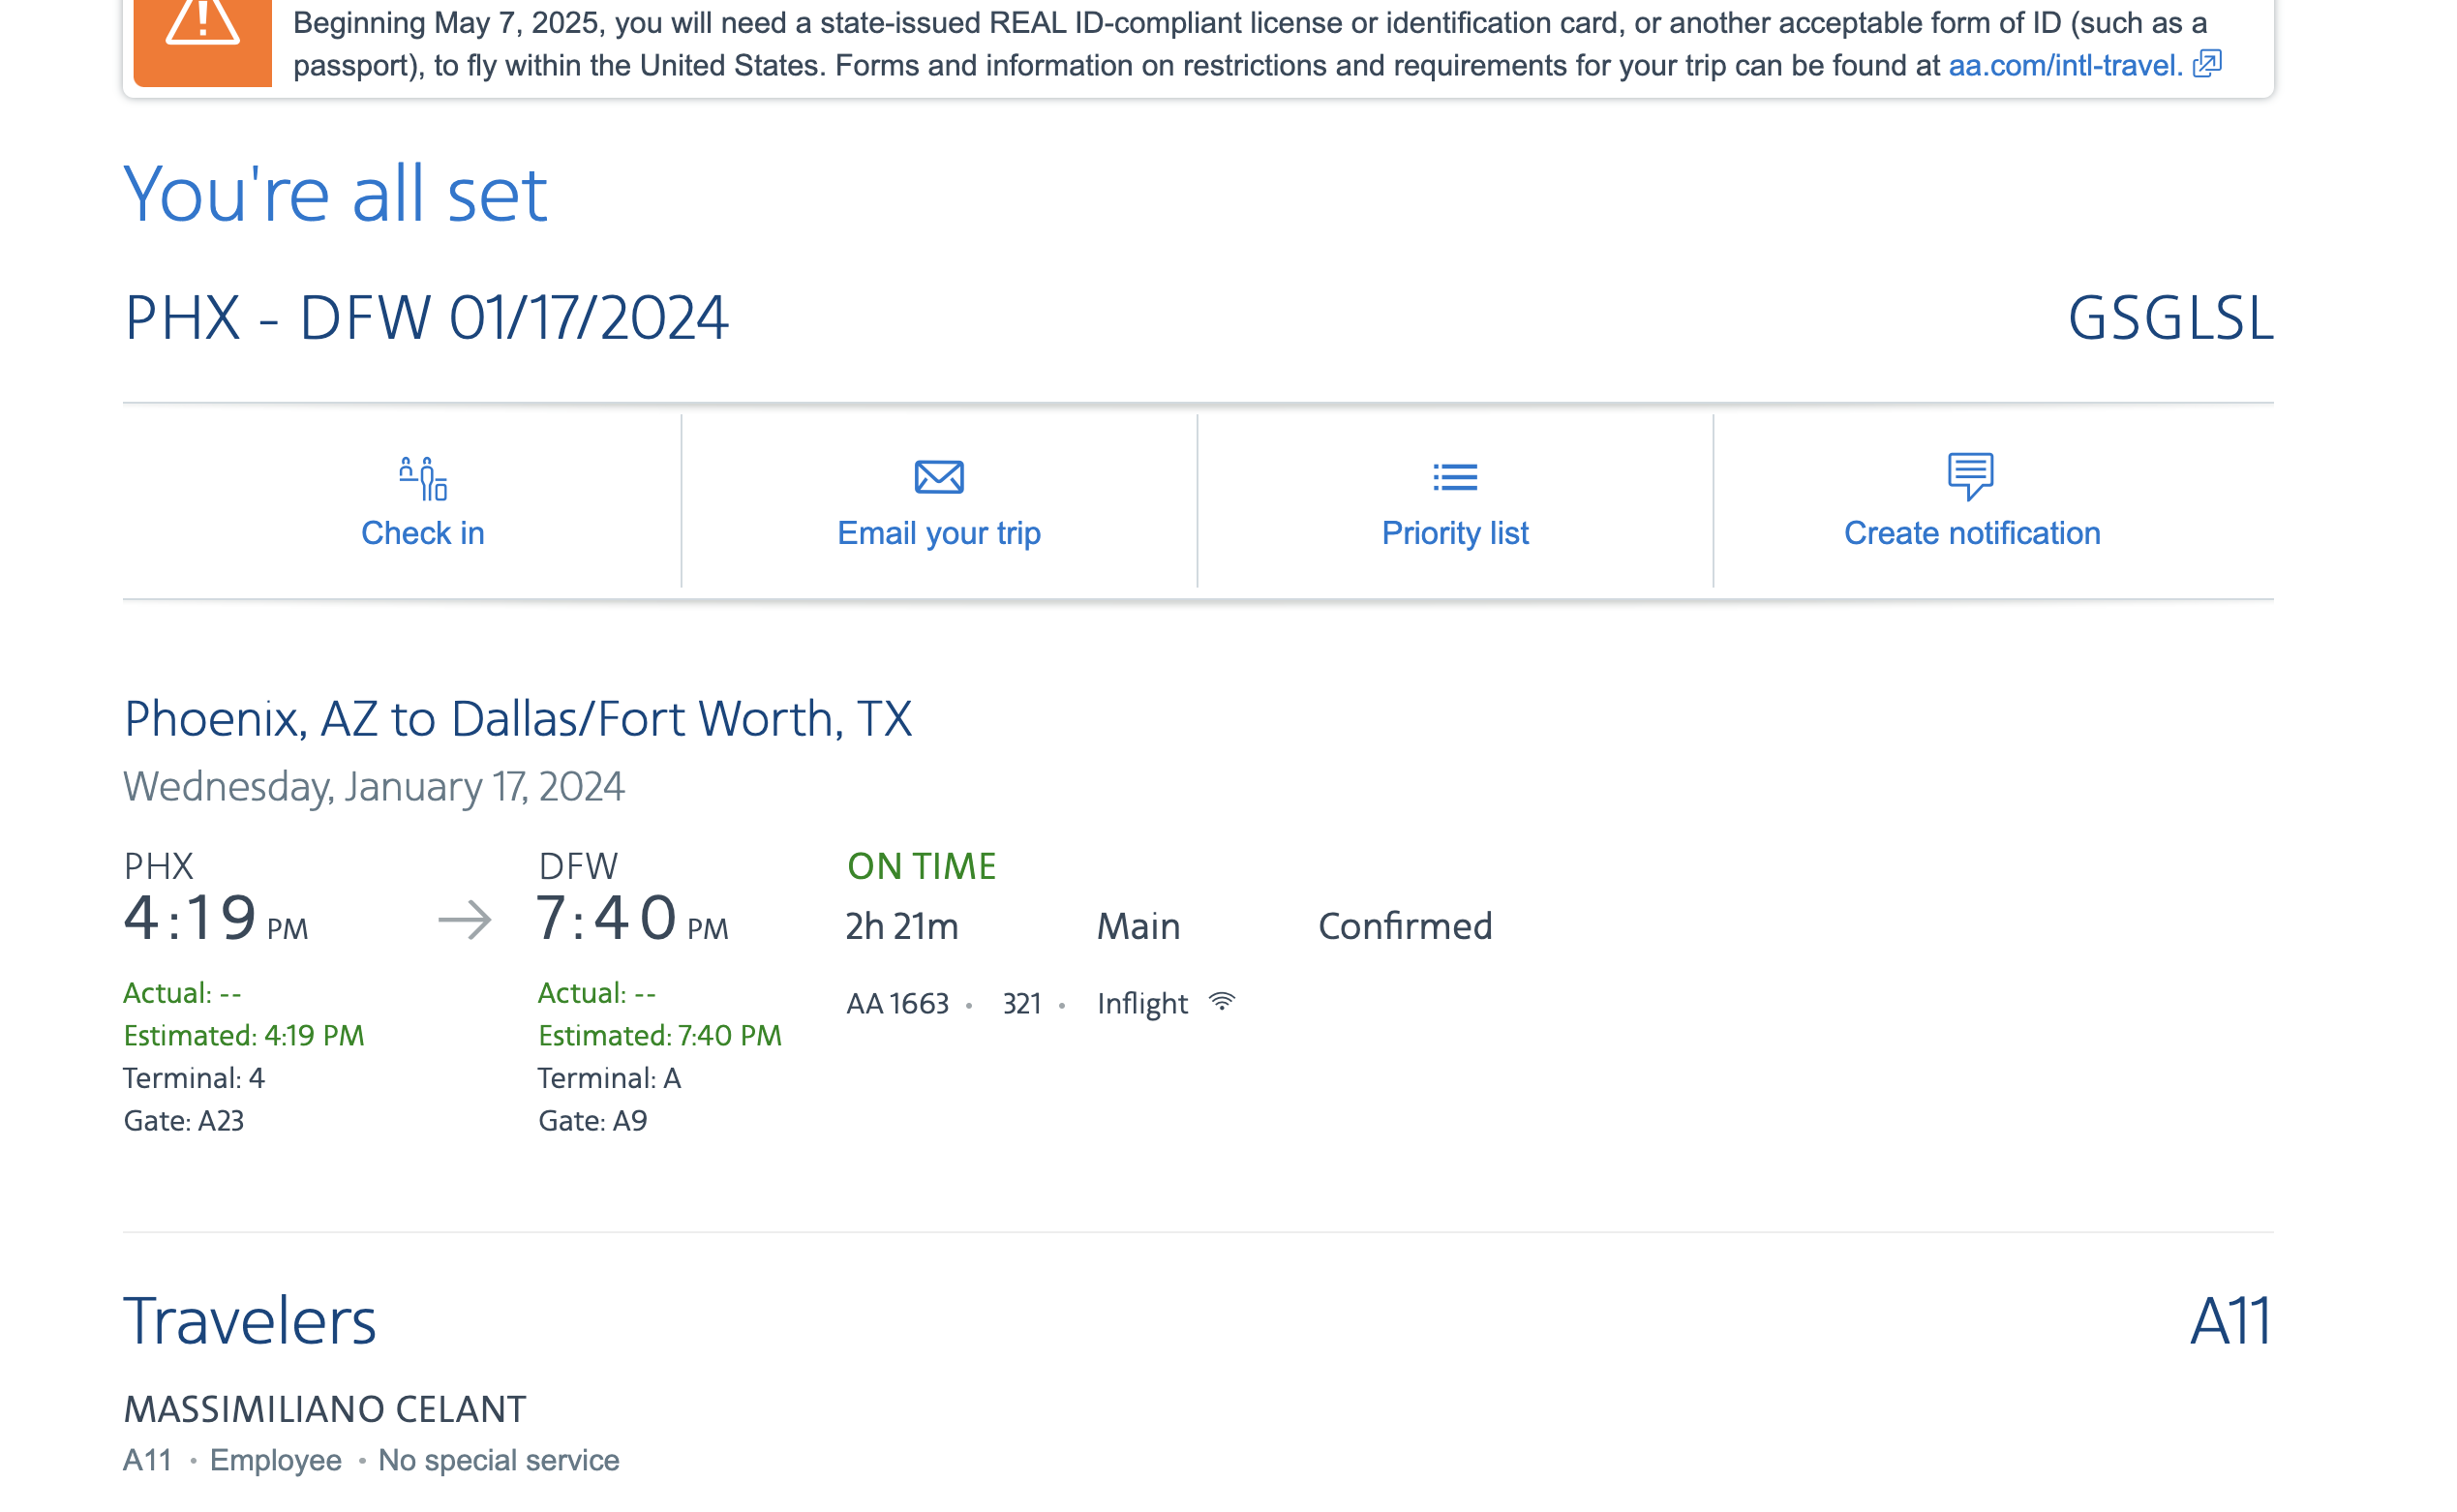 Beginning May 7, 2025, you will need a state-issued REAL ID-compliant license or identification card, or another acceptable form of ID (such as a
passport), to fly within the United States. Forms and information on restrictions and requirements for your trip can be found at aa.com/intl-travel.
You're all set
PHX - DFW 01/17/2024 GSGLSL
Check in Email your trip Priority list Create notification
Phoenix, AZ to Dallas/Fort Worth, TX
Wednesday, January 17, 2024
PHX DFW ON TIME
4:19 PM 7:40 PM 2h 21m Main Confirmed
Actual: -- Actual: -- AA 1663 • 321 • Inflight
Estimated: 4:19 PM Estimated: 7:40 PM
Terminal: 4 Terminal: A
Gate: A23 Gate: A9
Travelers A11
MASSIMILIANO CELANT
A11 • Employee • No special service